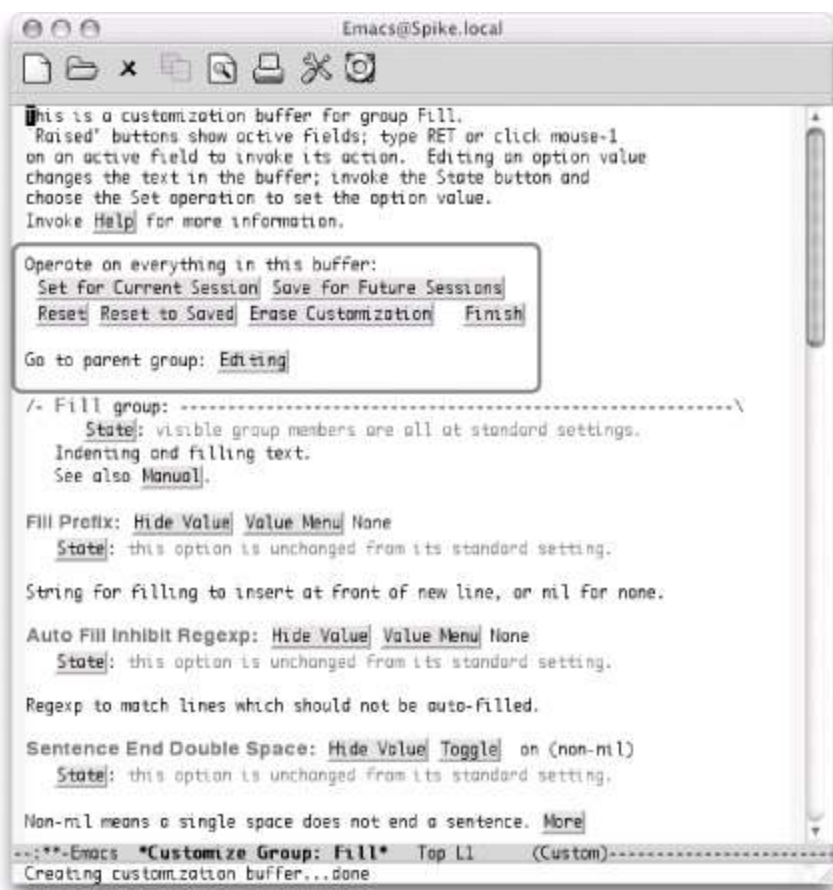 Emacs@Spike.local
This is a customization buffer for group Fill.
`Raised' buttons show active fields; type RET or click mouse-1
on an active field to invoke its action.  Editing an option value
changes the text in the buffer; invoke the State button and
choose the Set operation to set the option value.
Invoke Help for more information.
Operate on everything in this buffer:
Set for Current Session Save for Future Sessions
Reset Reset to Saved Erase Customization Finish
Go to parent group: Editing
/- Fill group: ----------------------------------------------------------\
State: visible group members are all at standard settings.
Indenting and filling text.
See also Manual.
Fill Prefix: Hide Value Value Menu None
State: this option is unchanged from its standard setting.
String for filling to insert at front of new line, or nil for none.
Auto Fill Inhibit Regexp: Hide Value Value Menu None
State: this option is unchanged from its standard setting.
Regexp to match lines which should not be auto-filled.
Sentence End Double Space: Hide Value Toggle on (non-nil)
State: this option is unchanged from its standard setting.
Non-nil means a single space does not end a sentence. More
--:**-Emacs *Customize Group: Fill* Top L1 (Custom)-----------------------
Creating customization buffer...done